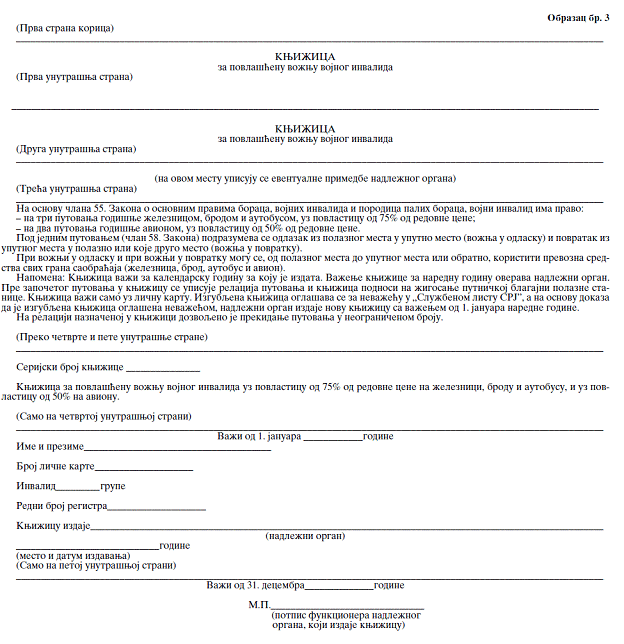 Образац бр. 3
(Прва страна корица)
КЊИЖИЦА
за повлашћену вожњу војног инвалида
(Прва унутрашња страна)
КЊИЖИЦА
за повлашћену вожњу војног инвалида
(Друга унутрашња страна)
(на овом месту уписују се евентуалне примедбе надлежног органа)
(Трећа унутрашња страна)
На основу члана 55. Закона о основним правима бораца, војних инвалида и породица палих бораца, војни инвалид има право:
– на три путовања годишње железницом, бродом и аутобусом, уз повластицу од 75% од редовне цене;
– на два путовања годишње авионом, уз повластицу од 50% од редовне цене.
Под једним путовањем (члан 58. Закона) подразумева се одлазак из полазног места у упутно место (вожња у одласку) и повратак из
упутног места у полазно или које друго место (вожња у повратку).
При вожњи у одласку и при вожњи у повратку могу се, од полазног места до упутног места или обратно, користити превозна сред-
ства свих грана саобраћаја (железница, брод, аутобус и авион).
Напомена: Књижица важи за календарску годину за коју је издата. Важење књижице за наредну годину оверава надлежни орган.
Пре започетог путовања у књижицу се уписује релација путовања и књижица подноси на жигосање путничкој благајни полазне ста-
нице. Књижица важи само уз личну карту. Изгубљена књижица оглашава се за неважећу у „Службеном листу СРЈ”, а на основу доказа
да је изгубљена књижица оглашена неважећом, надлежни орган издаје нову књижицу са важењем од 1. јануара наредне године.
На релацији назначеној у књижици дозвољено је прекидање путовања у неограниченом броју.
(Преко четврте и пете унутрашње стране)
Серијски број књижице ______________
Књижица за повлашћену вожњу војног инвалида уз повластицу од 75% од редовне цене на железници, броду и аутобусу, и уз пов-
ластицу од 50% на авиону.
(Само на четвртој унутрашњој страни)
Важи од 1. јануара ____________године
Име и презиме__________________________________
Број личне карте__________________
Инвалид________групе
Редни број регистра__________________
Књижицу издаје______________________________
(надлежни орган)
__________________________године
(место и датум издавања)
(Само на петој унутрашњој страни)
Важи од 31. децембра_____________године
М.П.____________________________
(потпис функционера надлежног
органа, који издаје књижицу)